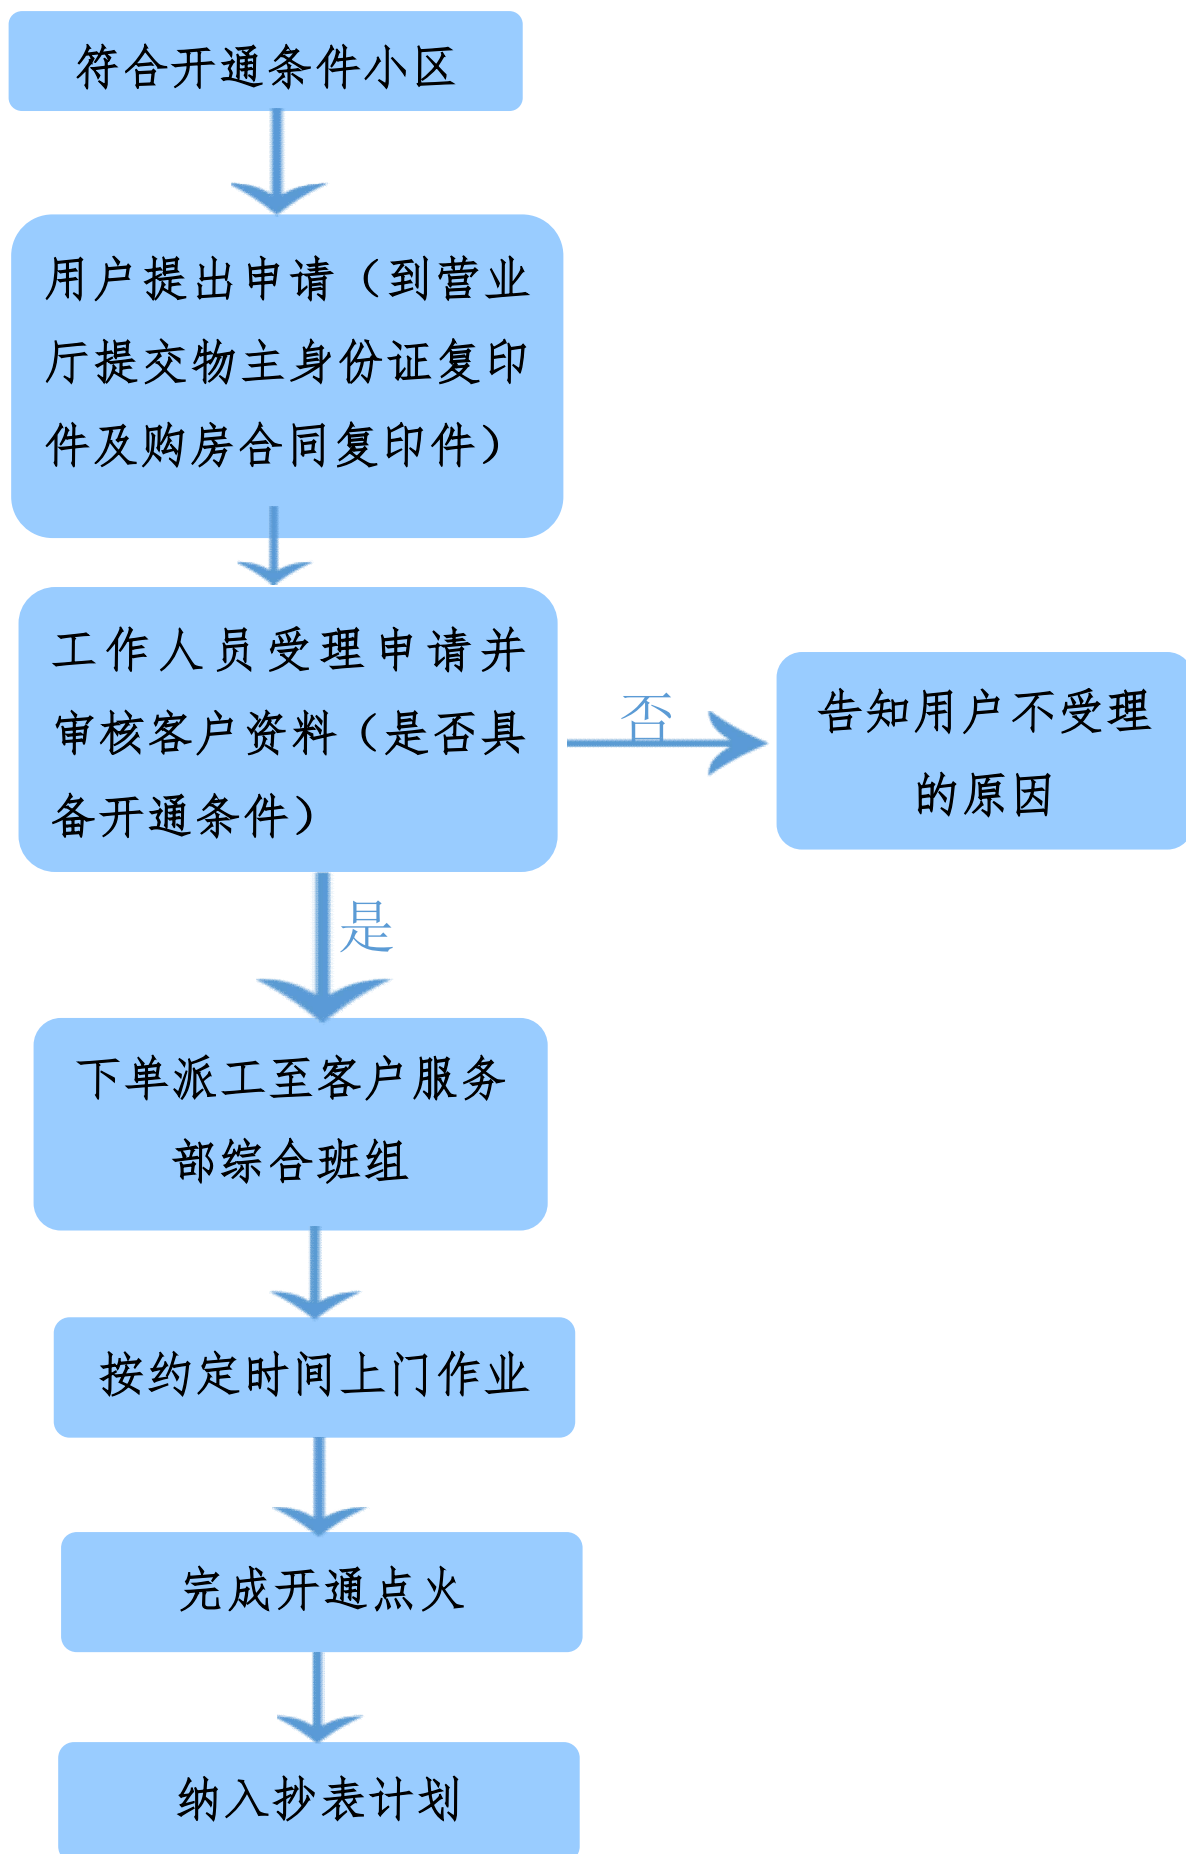 符合开通条件小区
用户提出申请（到营业
厅提交物主身份证复印
件及购房合同复印件）
工作人员受理申请并
审核客户资料（是否具
备开通条件）
否
告知用户不受理
的原因
是
下单派工至客户服务
部综合班组
按约定时间上门作业
完成开通点火
纳入抄表计划